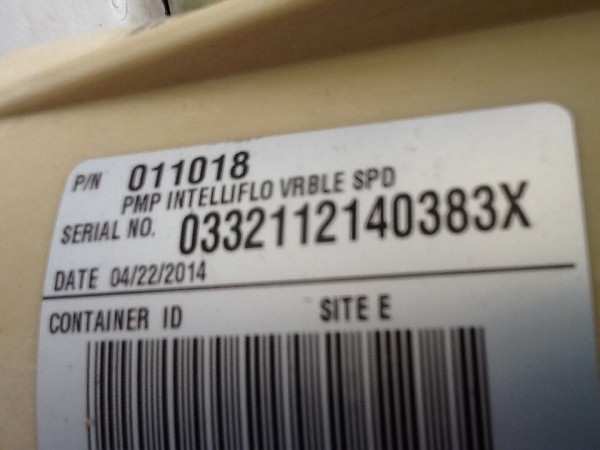 P/N 011018
PMP INTELLIFLO VRBLE SPD
SERIAL NO. 0332112140383X
DATE 04/22/2014
CONTAINER ID SITE E